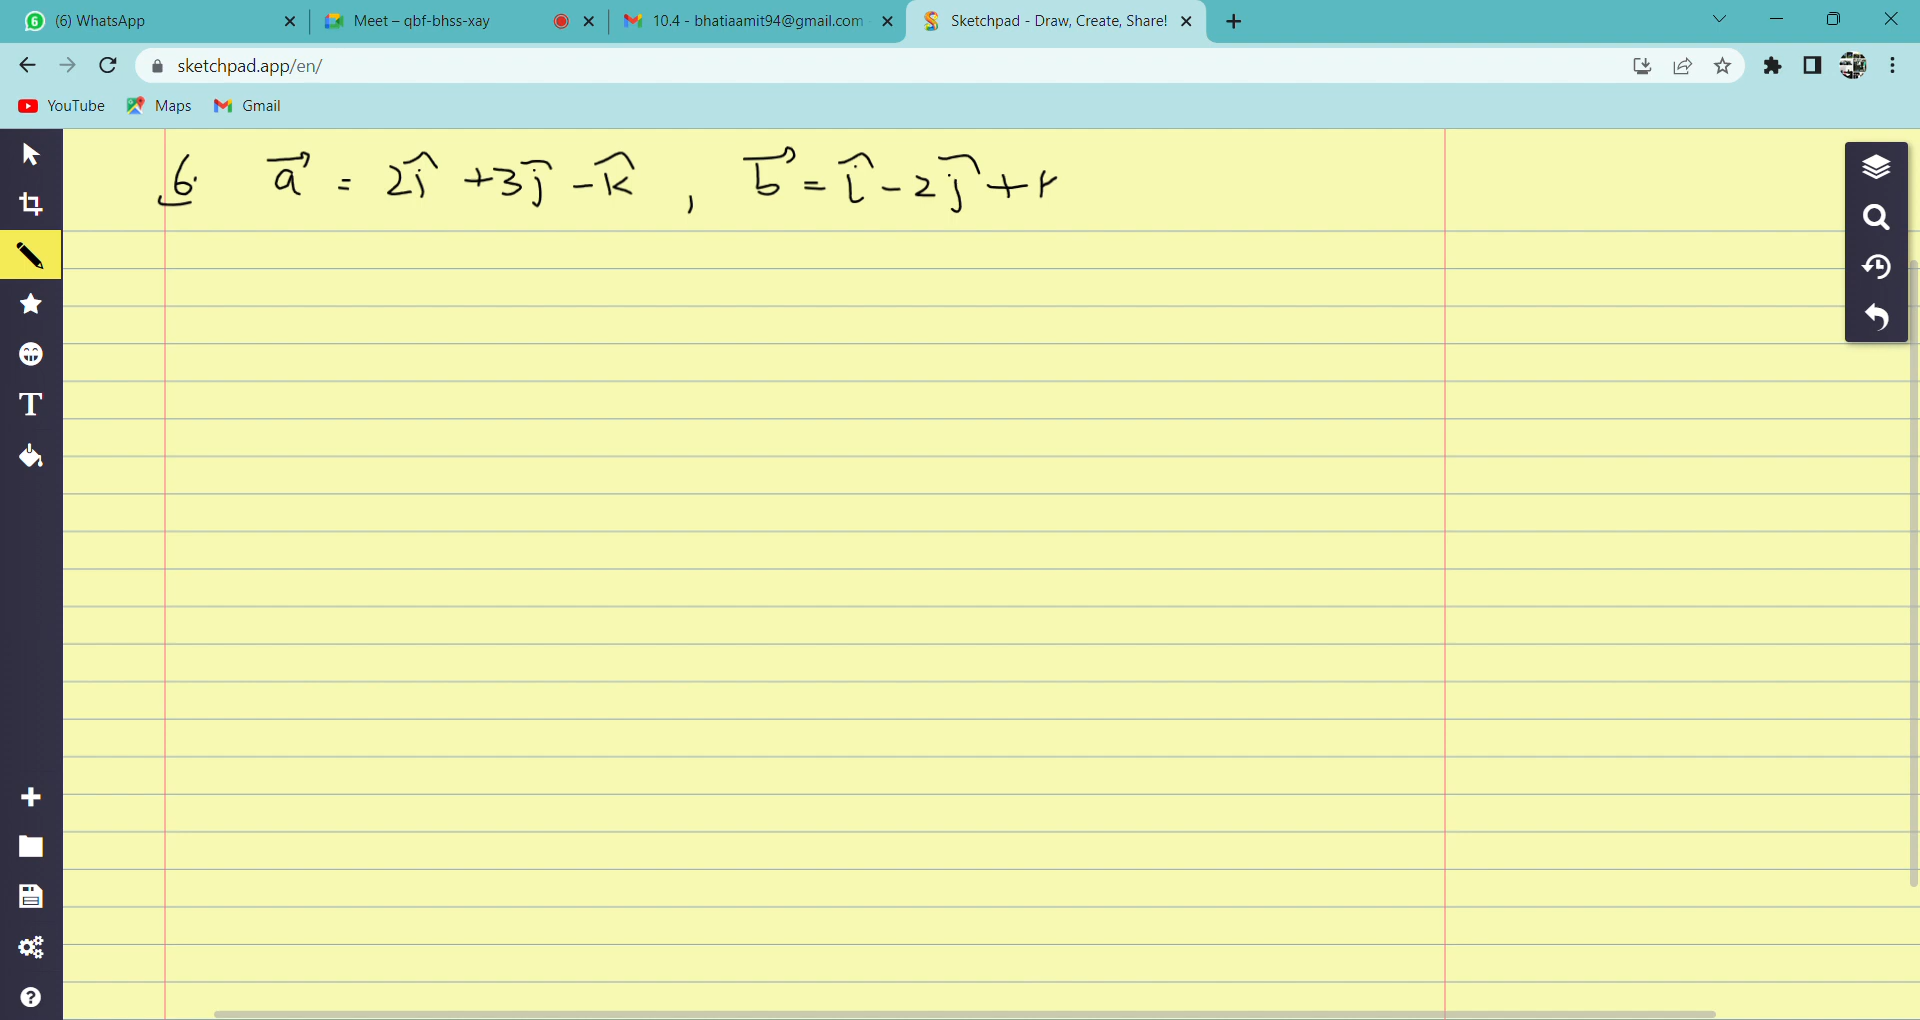 (6) WhatsApp
Meet – qbf-bhss-xay
10.4 - bhatiaamit94@gmail.com
Sketchpad - Draw, Create, Share!
sketchpad.app/en/
YouTube Maps Gmail
6. a⃗ = 2î + 3ĵ - k̂ , b⃗ = î - 2ĵ +